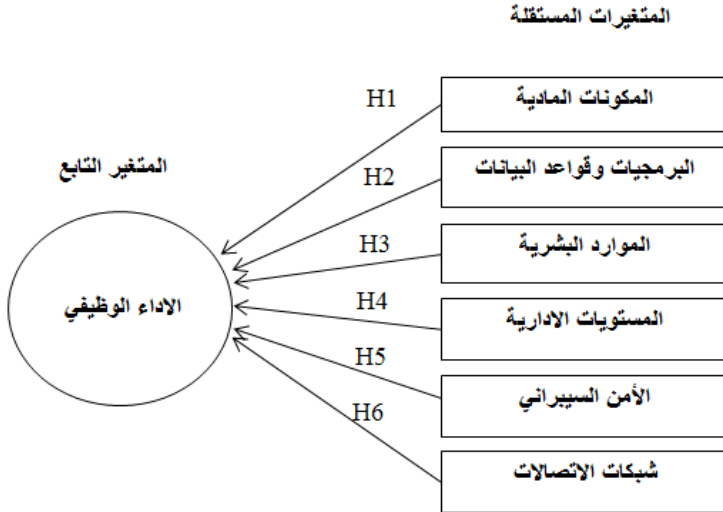 المتغيرات المستقلة
المكونات المادية
H1
البرمجيات وقواعد البيانات
المتغير التابع
H2
الموارد البشرية
H3
الاداء الوظيفي
H4
المستويات الادارية
H5
الأمن السيبراني
H6
شبكات الاتصالات